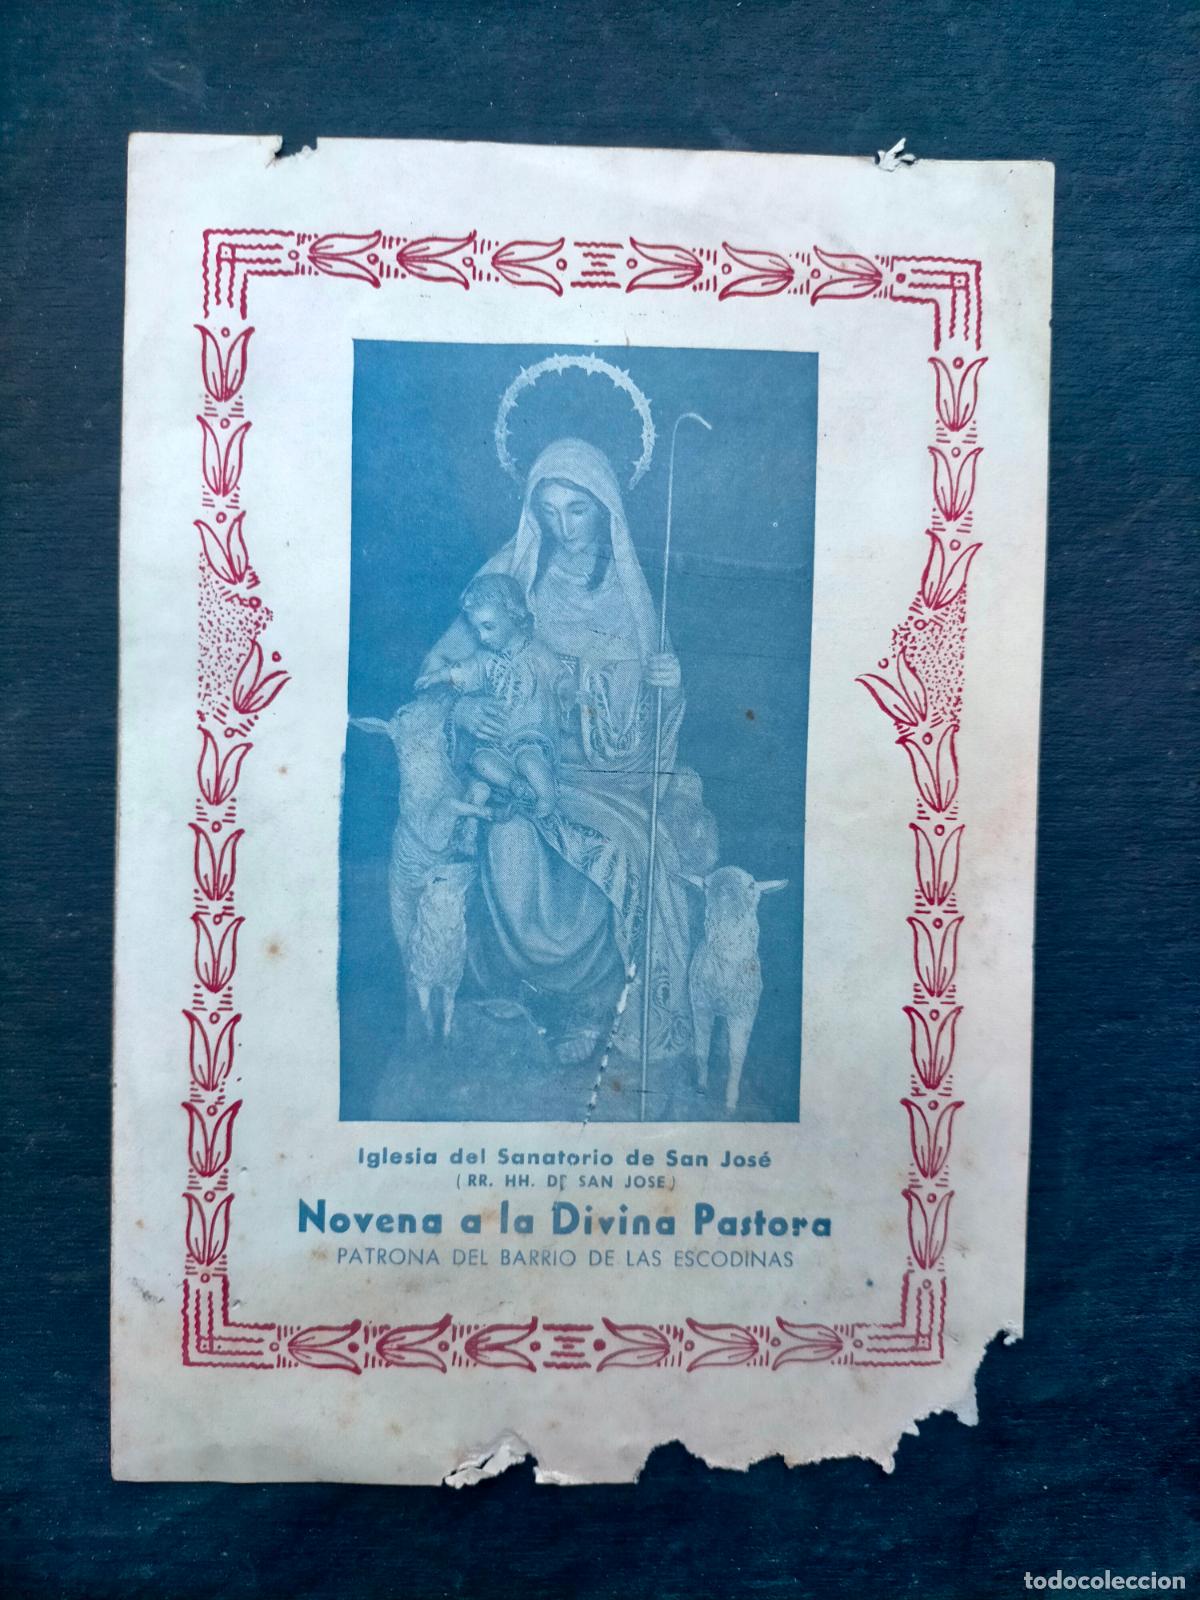 Iglesia del Sanatorio de San José
(RR. HH. DE SAN JOSE)
Novena a la Divina Pastora
PATRONA DEL BARRIO DE LAS ESCODINAS
todocoleccion